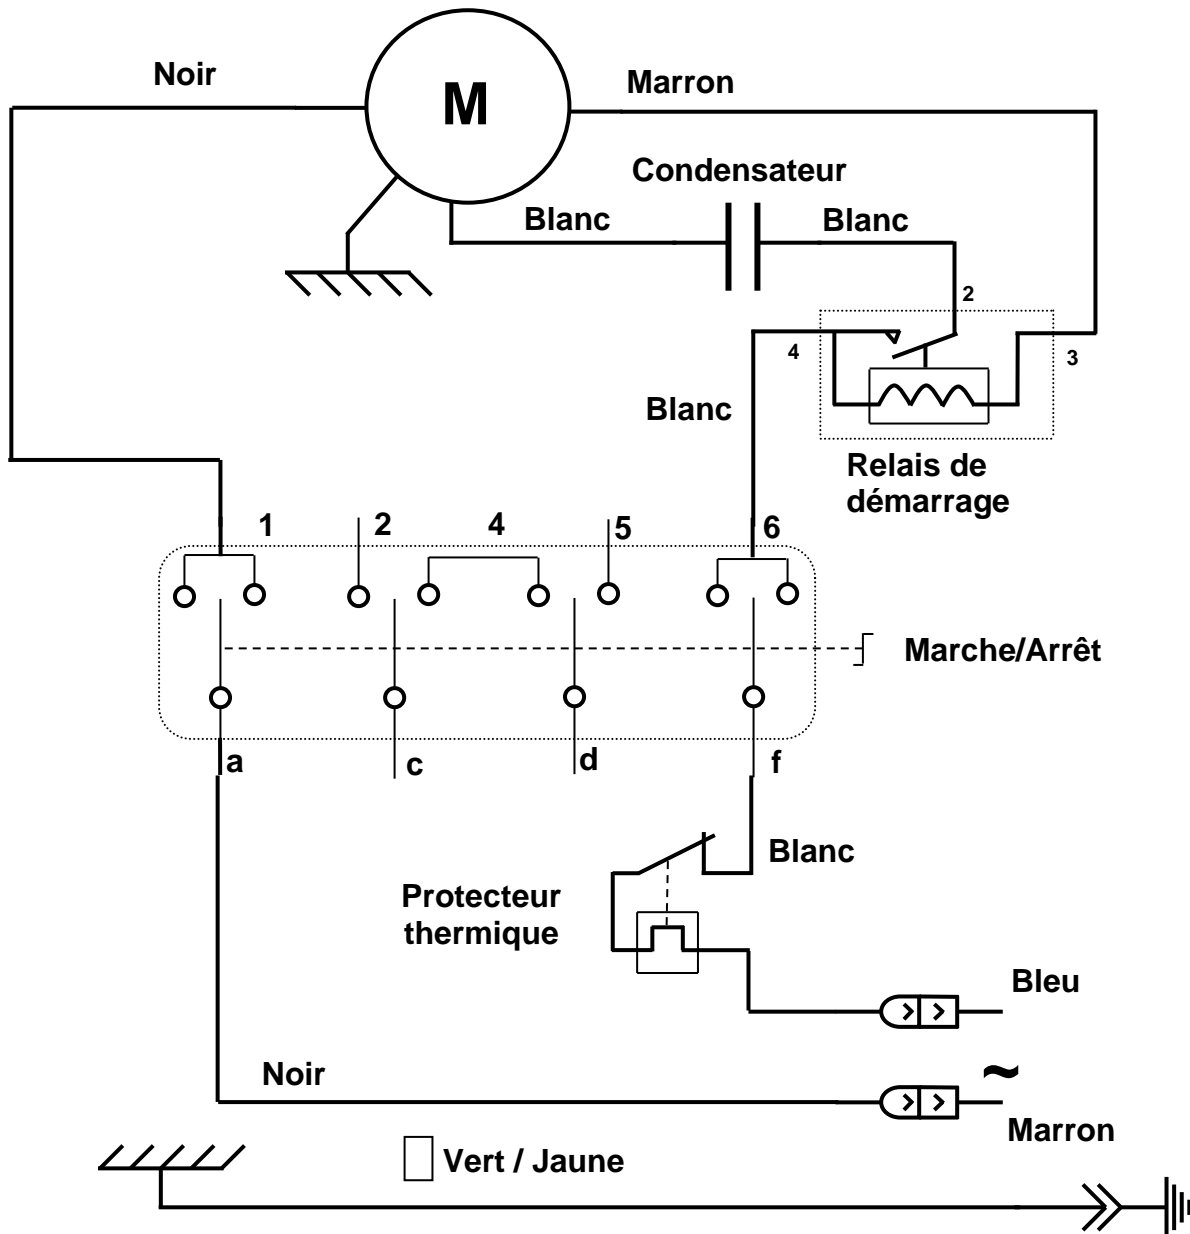 Noir
M
Marron
Condensateur
Blanc
Blanc
2
4
3
Blanc
Relais de
démarrage
1
2
4
5
6
Marche/Arrêt
a
c
d
f
Blanc
Protecteur
thermique
Bleu
Noir
~
Marron
Vert / Jaune